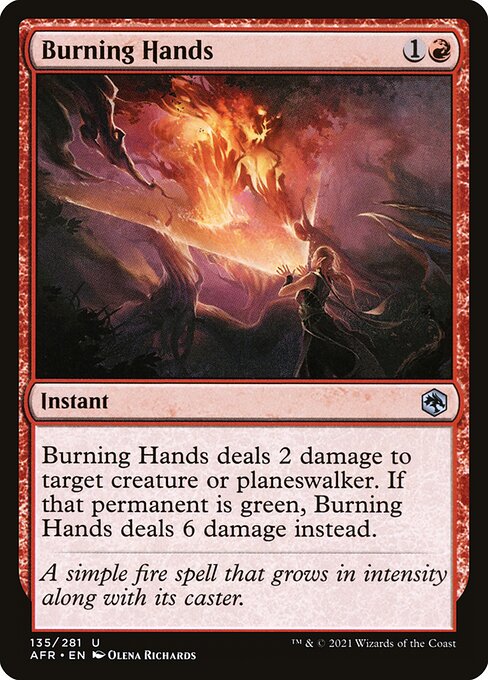 Burning Hands 1
Instant
Burning Hands deals 2 damage to
target creature or planeswalker. If
that permanent is green, Burning
Hands deals 6 damage instead.
A simple fire spell that grows in intensity
along with its caster.
135/281 U
™ & © 2021 Wizards of the Coast
AFR • EN Olena Richards